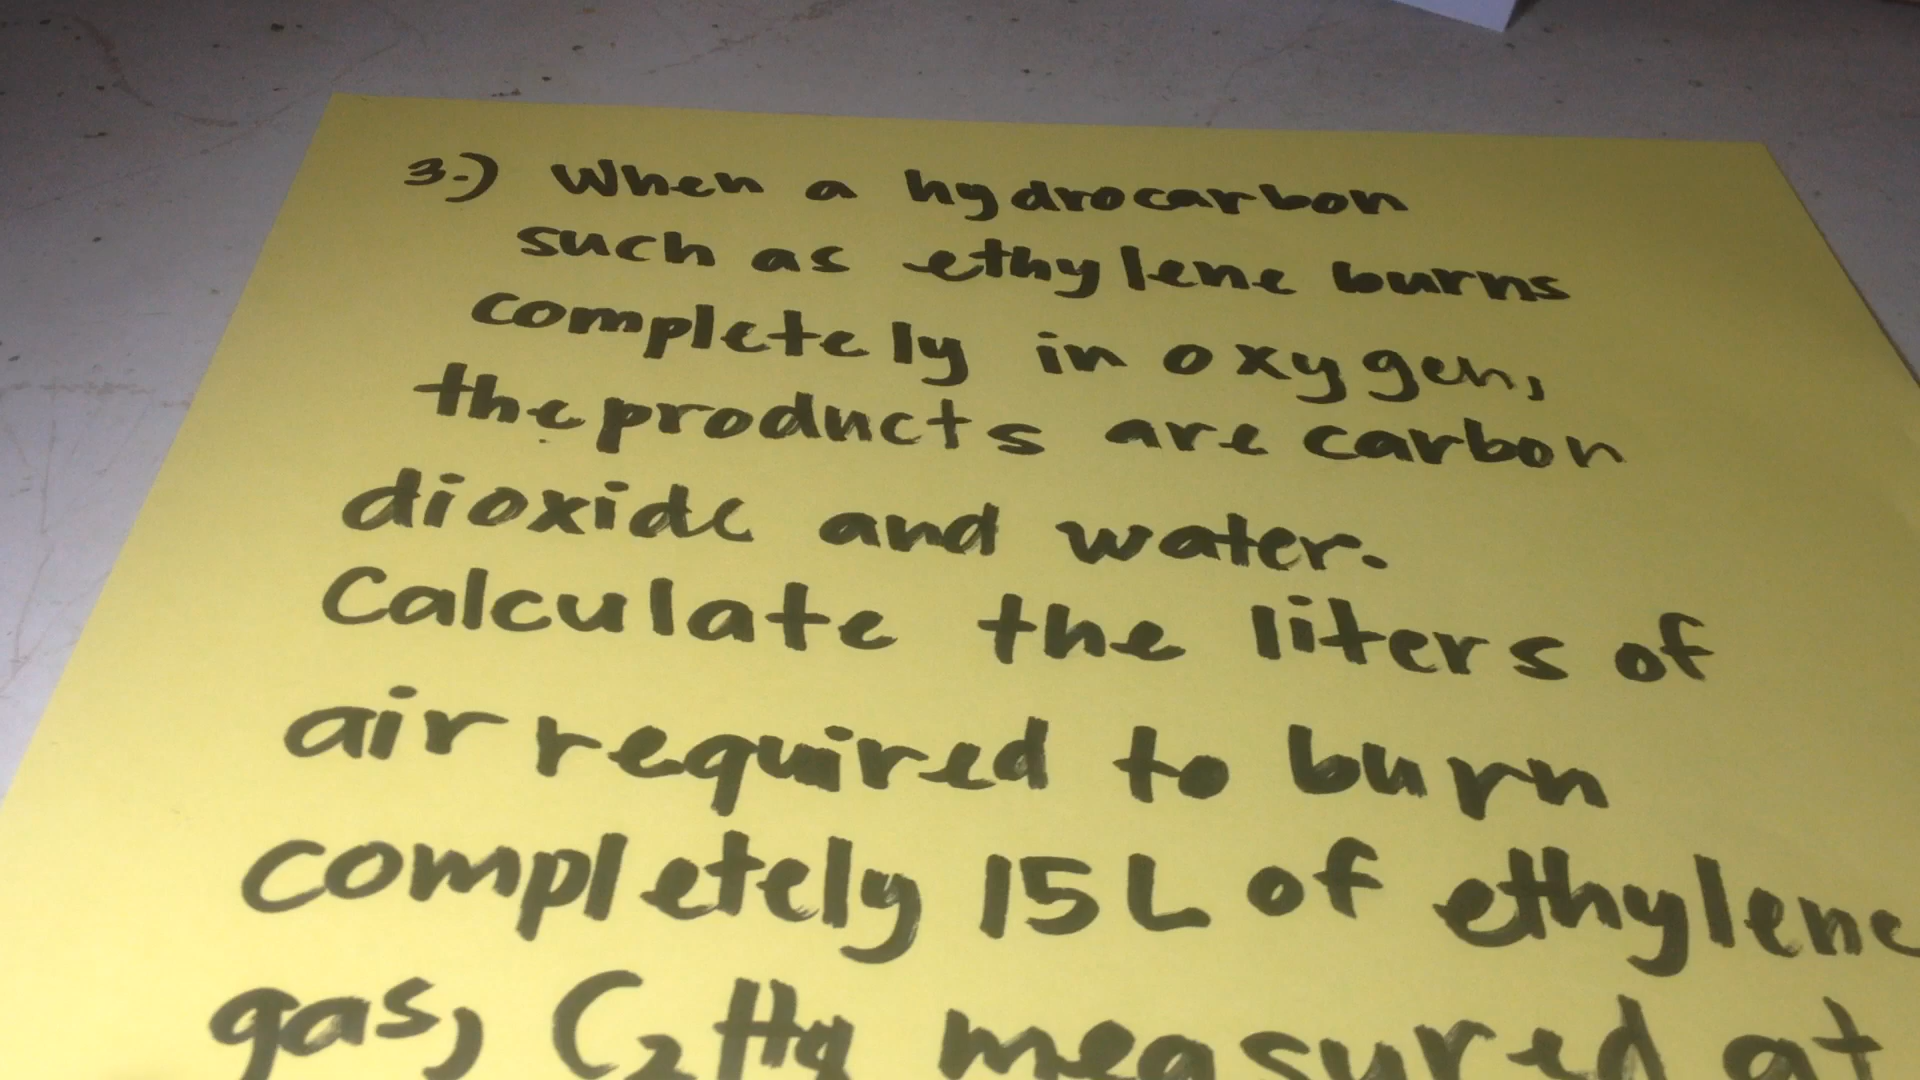 3.) When a hydrocarbon
such as ethylene burns
completely in oxygen,
the products are carbon
dioxide and water.
Calculate the liters of
air required to burn
completely 15L of ethylene
gas, C₂H₄ measured at